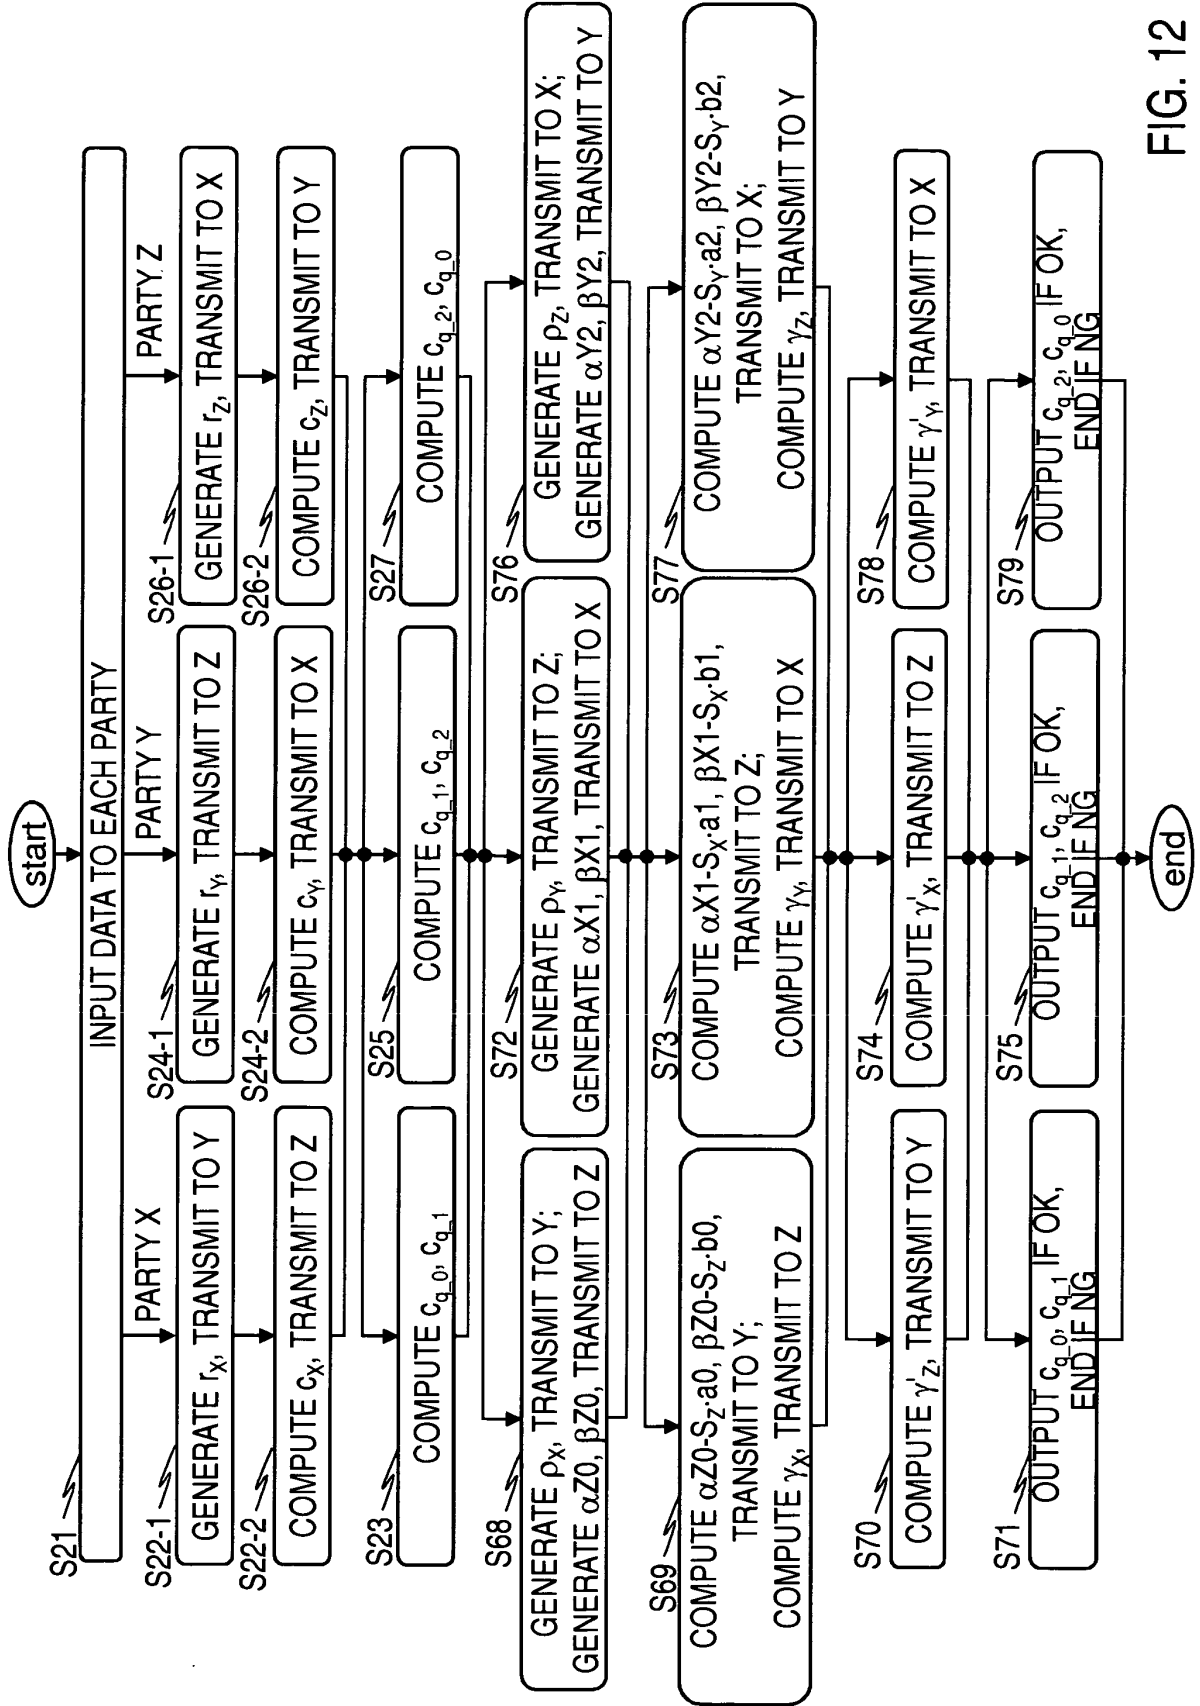 start
S21
INPUT DATA TO EACH PARTY
PARTY X
PARTY Y
PARTY Z
S22-1
GENERATE r_X, TRANSMIT TO Y
S24-1
GENERATE r_Y, TRANSMIT TO Z
S26-1
GENERATE r_Z, TRANSMIT TO X
S22-2
COMPUTE c_X, TRANSMIT TO Z
S24-2
COMPUTE c_Y, TRANSMIT TO X
S26-2
COMPUTE c_Z, TRANSMIT TO Y
S23
COMPUTE c_q_0, c_q_1
S25
COMPUTE c_q_1, c_q_2
S27
COMPUTE c_q_2, c_q_0
S68
GENERATE ρ_X, TRANSMIT TO Y;
GENERATE αZ0, βZ0, TRANSMIT TO Z
S72
GENERATE ρ_Y, TRANSMIT TO Z;
GENERATE αX1, βX1, TRANSMIT TO X
S76
GENERATE ρ_Z, TRANSMIT TO X;
GENERATE αY2, βY2, TRANSMIT TO Y
S69
COMPUTE αZ0-S_Z·a0, βZ0-S_Z·b0,
TRANSMIT TO Y;
COMPUTE γ_X, TRANSMIT TO Z
S73
COMPUTE αX1-S_X·a1, βX1-S_X·b1,
TRANSMIT TO Z;
COMPUTE γ_Y, TRANSMIT TO X
S77
COMPUTE αY2-S_Y·a2, βY2-S_Y·b2,
TRANSMIT TO X;
COMPUTE γ_Z, TRANSMIT TO Y
S70
COMPUTE γ'_Z, TRANSMIT TO Y
S74
COMPUTE γ'_X, TRANSMIT TO Z
S78
COMPUTE γ'_Y, TRANSMIT TO X
S71
OUTPUT c_q_0, c_q_1 IF OK,
END IF NG
S75
OUTPUT c_q_1, c_q_2 IF OK,
END IF NG
S79
OUTPUT c_q_2, c_q_0 IF OK,
END IF NG
end
FIG. 12